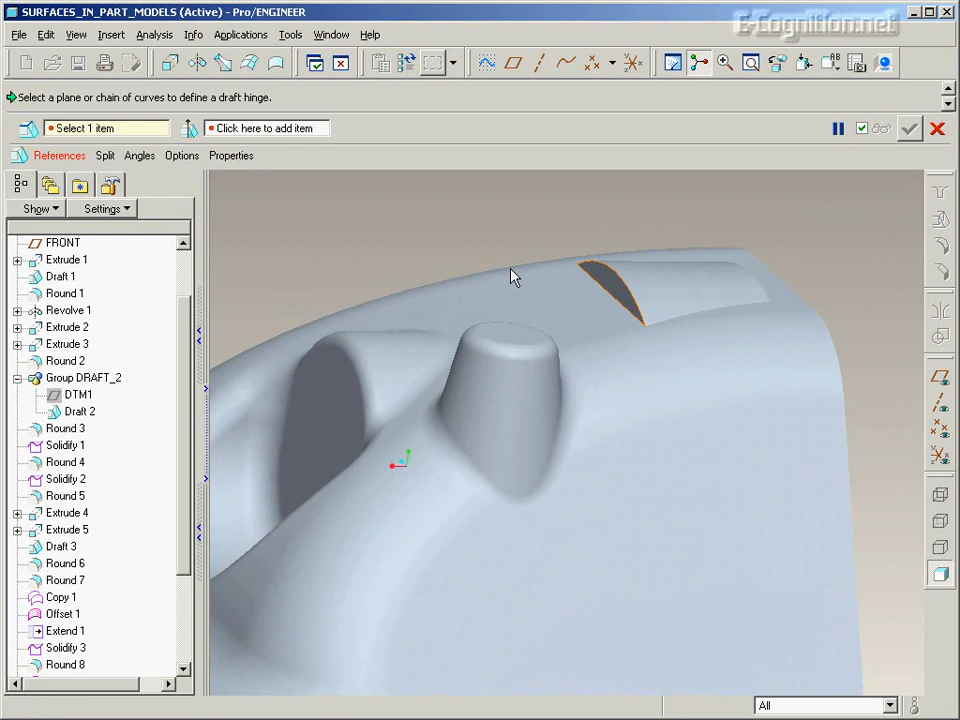 SURFACES_IN_PART_MODELS (Active) - Pro/ENGINEER
E-Cognition.net
File Edit View Insert Analysis Info Applications Tools Window Help
Select a plane or chain of curves to define a draft hinge.
Select 1 item Click here to add item
References Split Angles Options Properties
Show Settings
FRONT
Extrude 1
Draft 1
Round 1
Revolve 1
Extrude 2
Extrude 3
Round 2
Group DRAFT_2
DTM1
Draft 2
Round 3
Solidify 1
Round 4
Solidify 2
Round 5
Extrude 4
Extrude 5
Draft 3
Round 6
Round 7
Copy 1
Offset 1
Extend 1
Solidify 3
Round 8
All